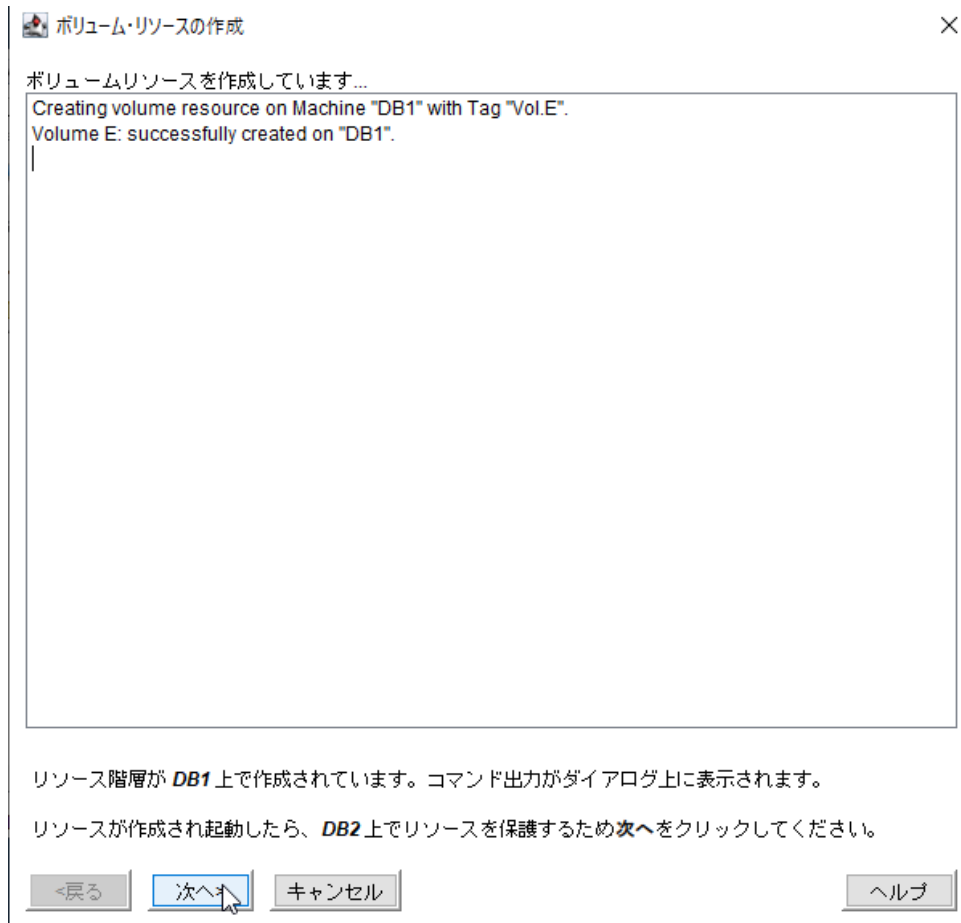 ボリューム・リソースの作成
ボリュームリソースを作成しています...
Creating volume resource on Machine "DB1" with Tag "Vol.E".
Volume E: successfully created on "DB1".
リソース階層が DB1 上で作成されています。コマンド出力がダイアログ上に表示されます。
リソースが作成され起動したら、DB2 上でリソースを保護するため次へをクリックしてください。
<戻る 次へ> キャンセル ヘルプ